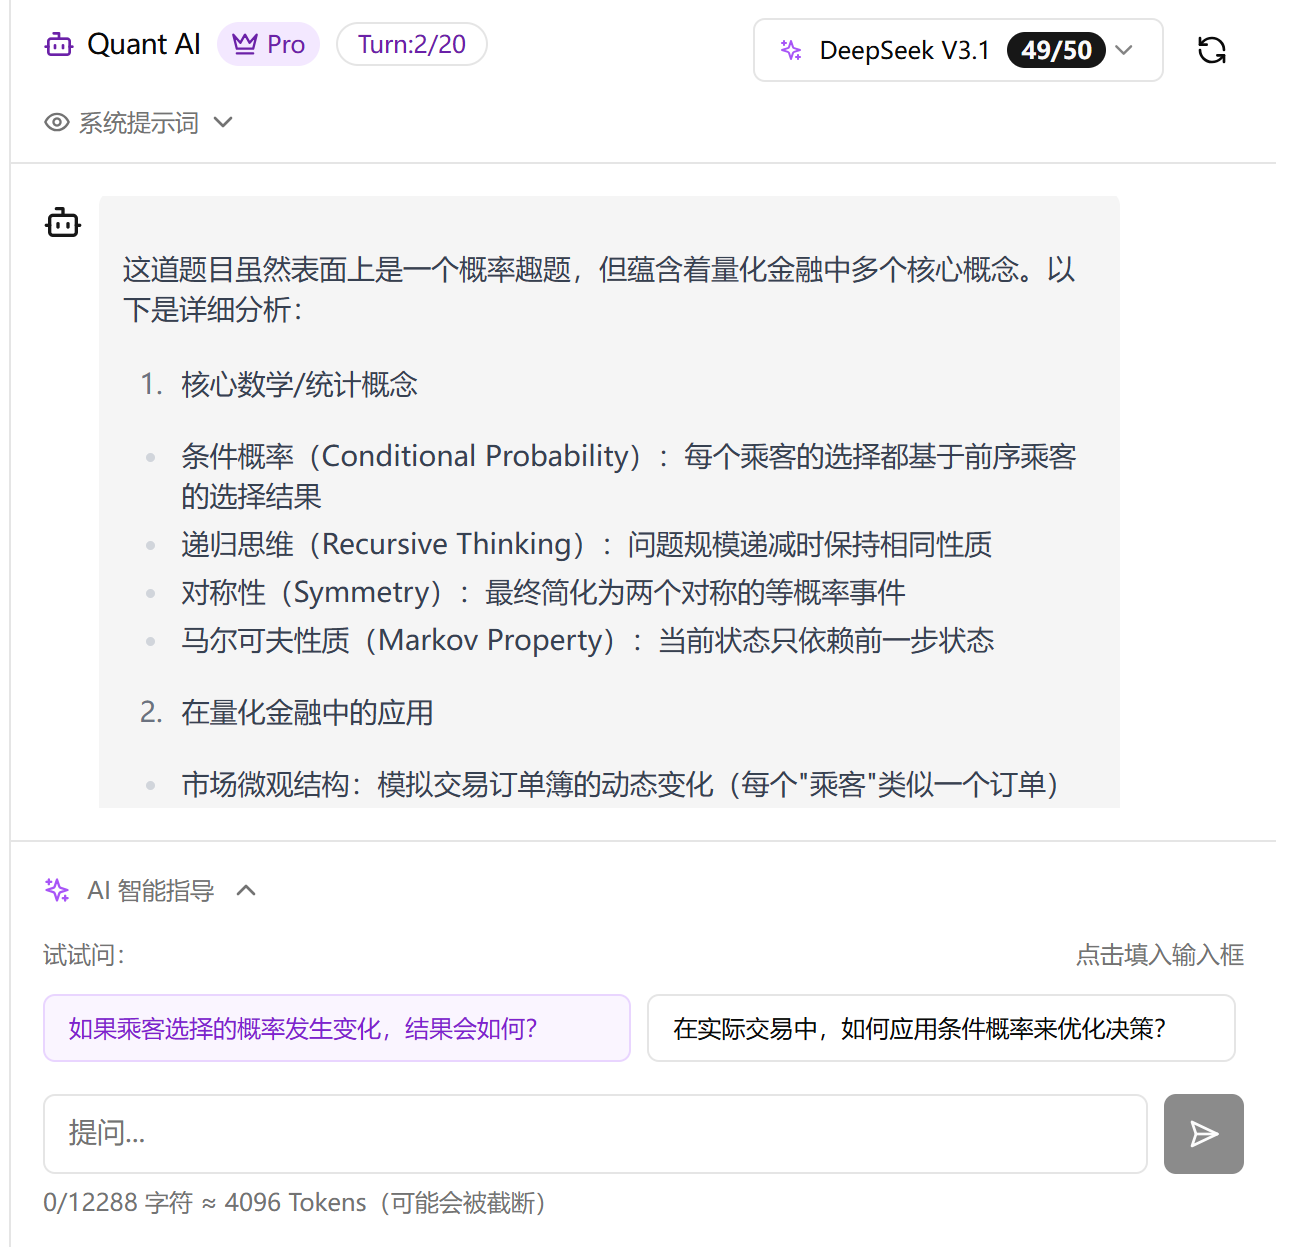 Quant AI Pro Turn:2/20 DeepSeek V3.1 49/50
系统提示词
这道题目虽然表面上是一个概率趣题，但蕴含着量化金融中多个核心概念。以
下是详细分析：
1. 核心数学/统计概念
条件概率（Conditional Probability）：每个乘客的选择都基于前序乘客
的选择结果
递归思维（Recursive Thinking）：问题规模递减时保持相同性质
对称性（Symmetry）：最终简化为两个对称的等概率事件
马尔可夫性质（Markov Property）：当前状态只依赖前一步状态
2. 在量化金融中的应用
市场微观结构：模拟交易订单簿的动态变化（每个"乘客"类似一个订单）
AI 智能指导
试试问： 点击填入输入框
如果乘客选择的概率发生变化，结果会如何？ 在实际交易中，如何应用条件概率来优化决策？
提问...
0/12288 字符 ≈ 4096 Tokens（可能会被截断）